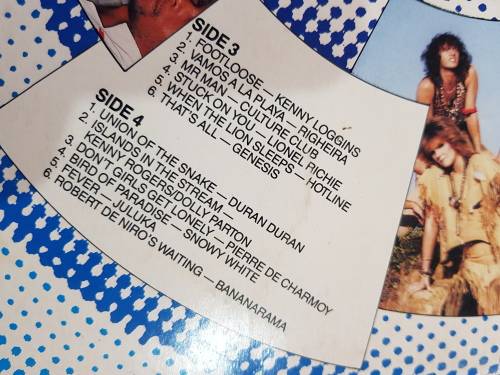 SIDE 3
1. FOOTLOOSE — KENNY LOGGINS
2. VAMOS A LA PLAYA — RIGHEIRA
3. MR MAN — CULTURE CLUB
4. STUCK ON YOU — LIONEL RICHIE
5. WHEN THE LION SLEEPS — HOTLINE
6. THAT'S ALL — GENESIS
SIDE 4
1. UNION OF THE SNAKE — DURAN DURAN
2. ISLANDS IN THE STREAM —
KENNY ROGERS/DOLLY PARTON
3. DON'T GIRLS GET LONELY — PIERRE DE CHARMOY
4. BIRD OF PARADISE — SNOWY WHITE
5. FEVER — JULUKA
6. ROBERT DE NIRO'S WAITING — BANANARAMA